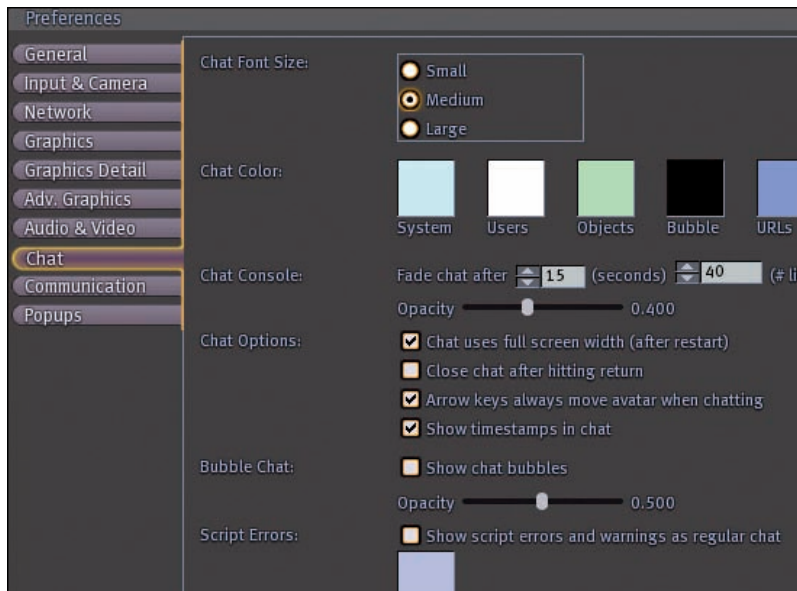 Preferences
General
Input & Camera
Network
Graphics
Graphics Detail
Adv. Graphics
Audio & Video
Chat
Communication
Popups
Chat Font Size:
Small
Medium
Large
Chat Color:
System Users Objects Bubble URLs
Chat Console: Fade chat after 15 (seconds) 40 (# li
Opacity 0.400
Chat Options: Chat uses full screen width (after restart)
Close chat after hitting return
Arrow keys always move avatar when chatting
Show timestamps in chat
Bubble Chat: Show chat bubbles
Opacity 0.500
Script Errors: Show script errors and warnings as regular chat